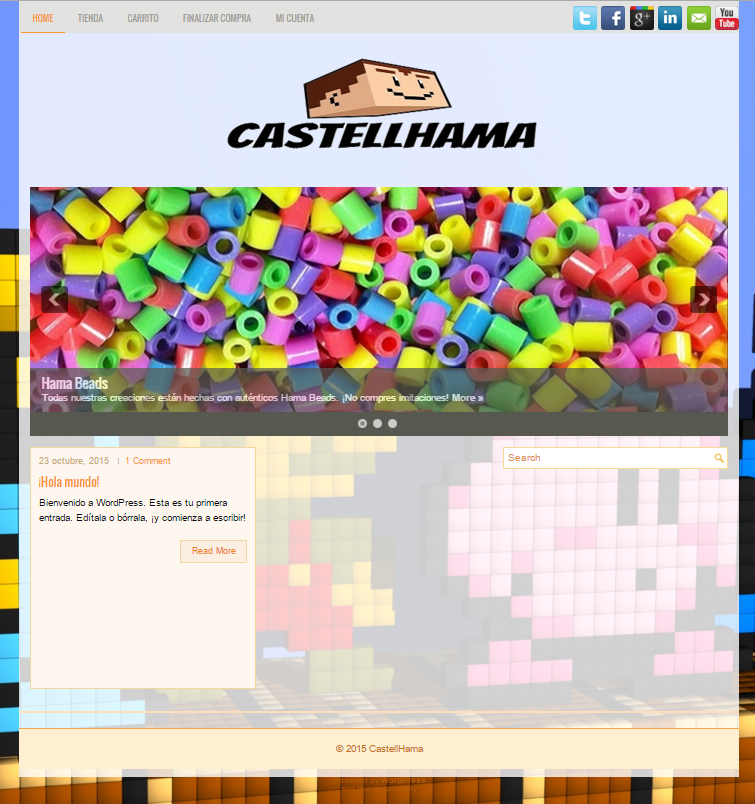 HOME TIENDA CARRITO FINALIZAR COMPRA MI CUENTA
You
Tube
CASTELLHAMA
Hama Beads
Todas nuestras creaciones están hechas con auténticos Hama Beads. ¡No compres imitaciones! More »
23 octubre, 2015 | 1 Comment
¡Hola mundo!
Bienvenido a WordPress. Esta es tu primera
entrada. Edítala o bórrala, ¡y comienza a escribir!
Read More
Search
© 2015 CastellHama